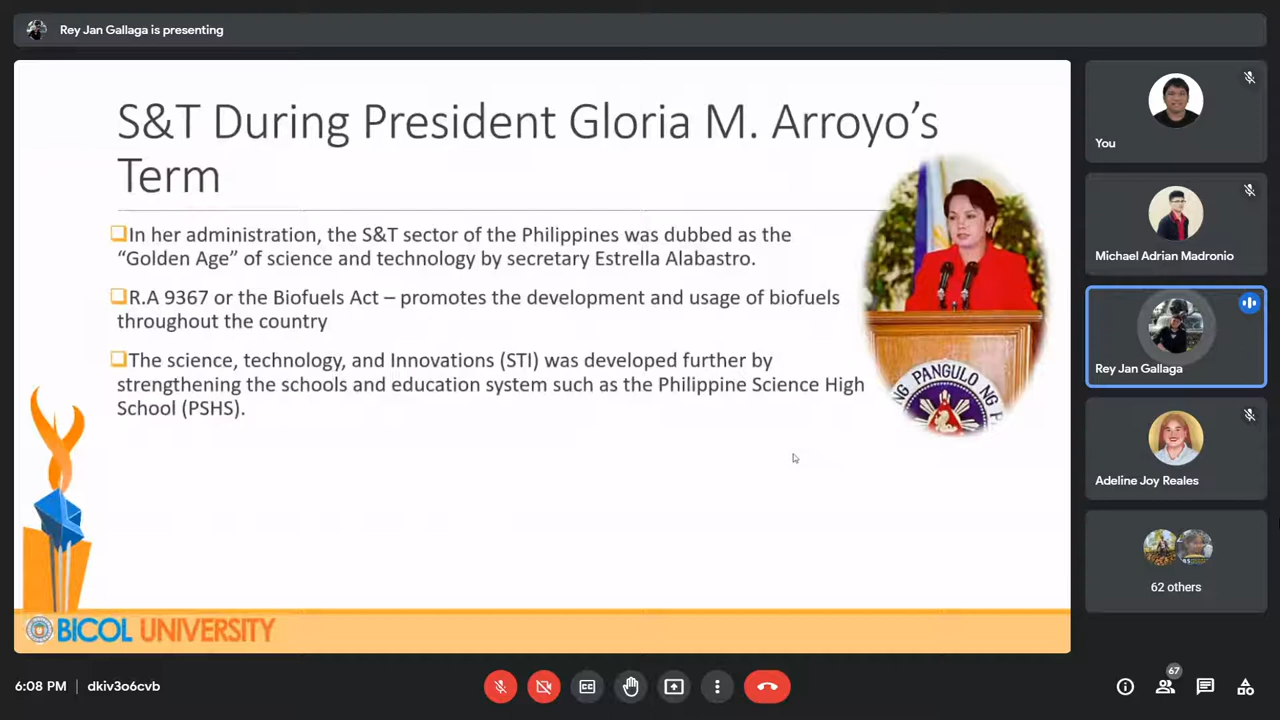 Rey Jan Gallaga is presenting
S&T During President Gloria M. Arroyo's
Term
In her administration, the S&T sector of the Philippines was dubbed as the
“Golden Age” of science and technology by secretary Estrella Alabastro.
R.A 9367 or the Biofuels Act – promotes the development and usage of biofuels
throughout the country
The science, technology, and Innovations (STI) was developed further by
strengthening the schools and education system such as the Philippine Science High
School (PSHS).
NG PANGULO NG P
BICOL UNIVERSITY
You
Michael Adrian Madronio
Rey Jan Gallaga
Adeline Joy Reales
62 others
6:08 PM | dkiv3o6cvb
CC
67